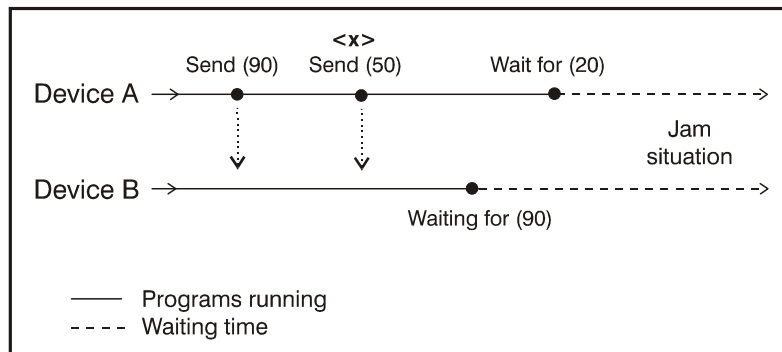 <x>
Send (90) Send (50) Wait for (20)
Device A
Jam
situation
Device B
Waiting for (90)
Programs running
Waiting time